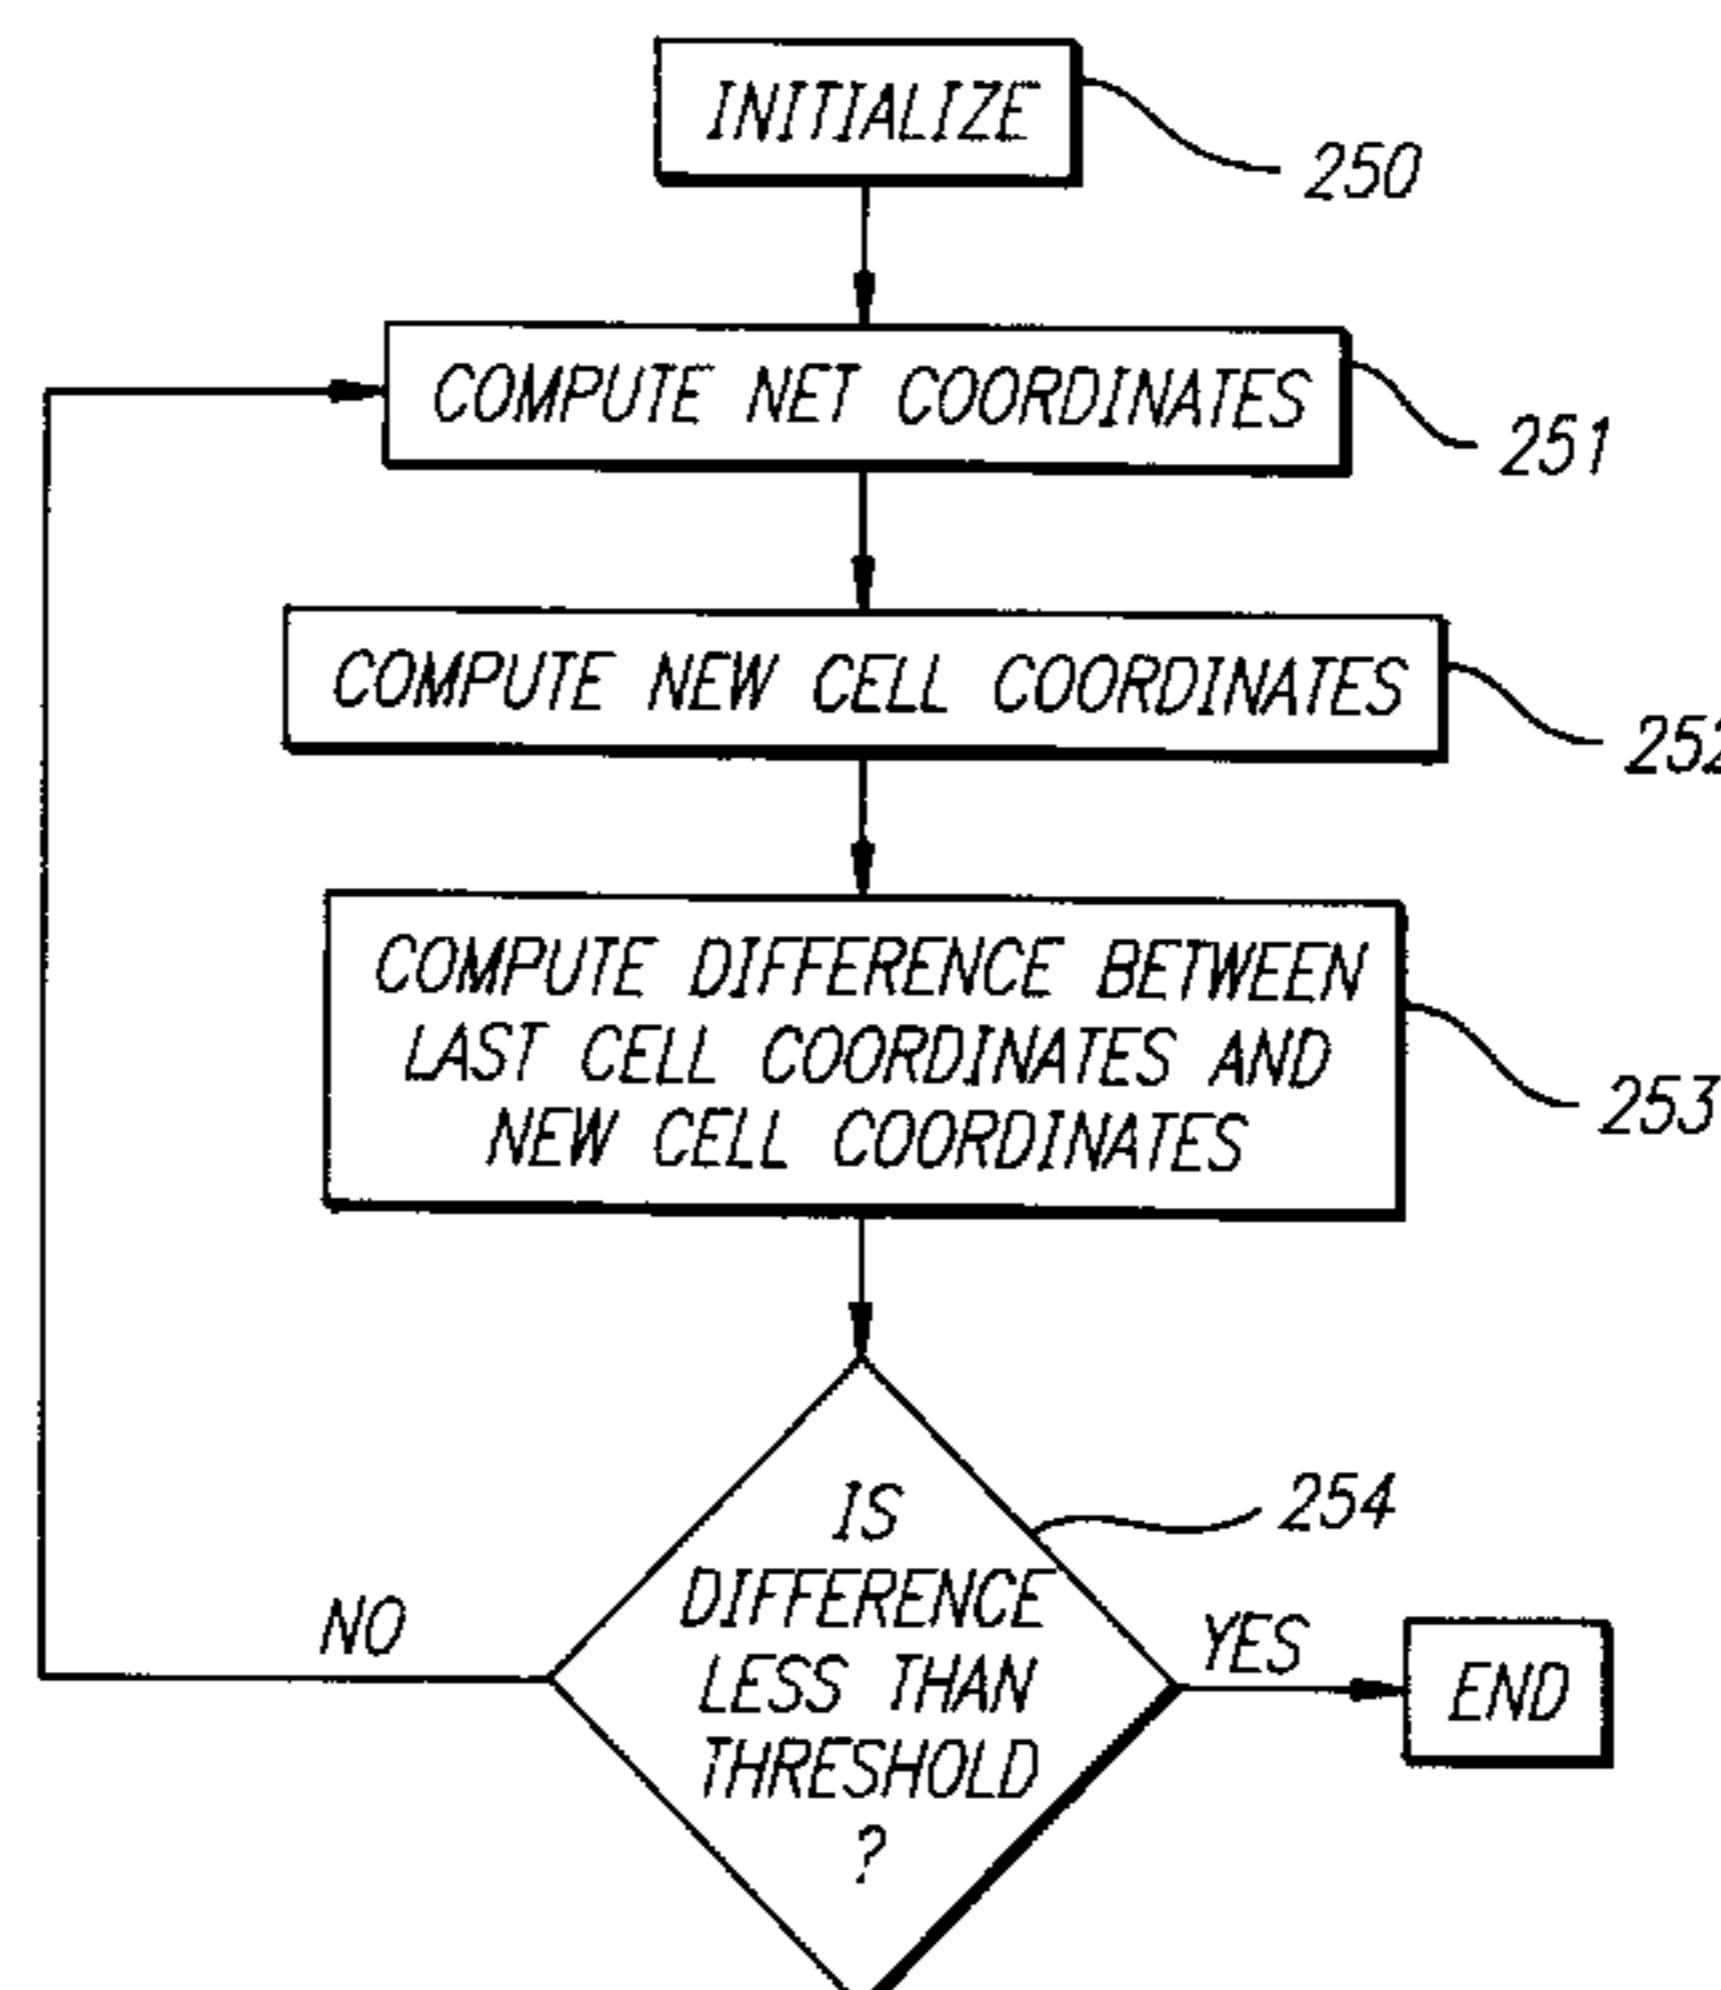 INITIALIZE
250
COMPUTE NET COORDINATES
251
COMPUTE NEW CELL COORDINATES
252
COMPUTE DIFFERENCE BETWEEN
LAST CELL COORDINATES AND
NEW CELL COORDINATES
253
IS
DIFFERENCE
LESS THAN
THRESHOLD
?
254
NO
YES
END